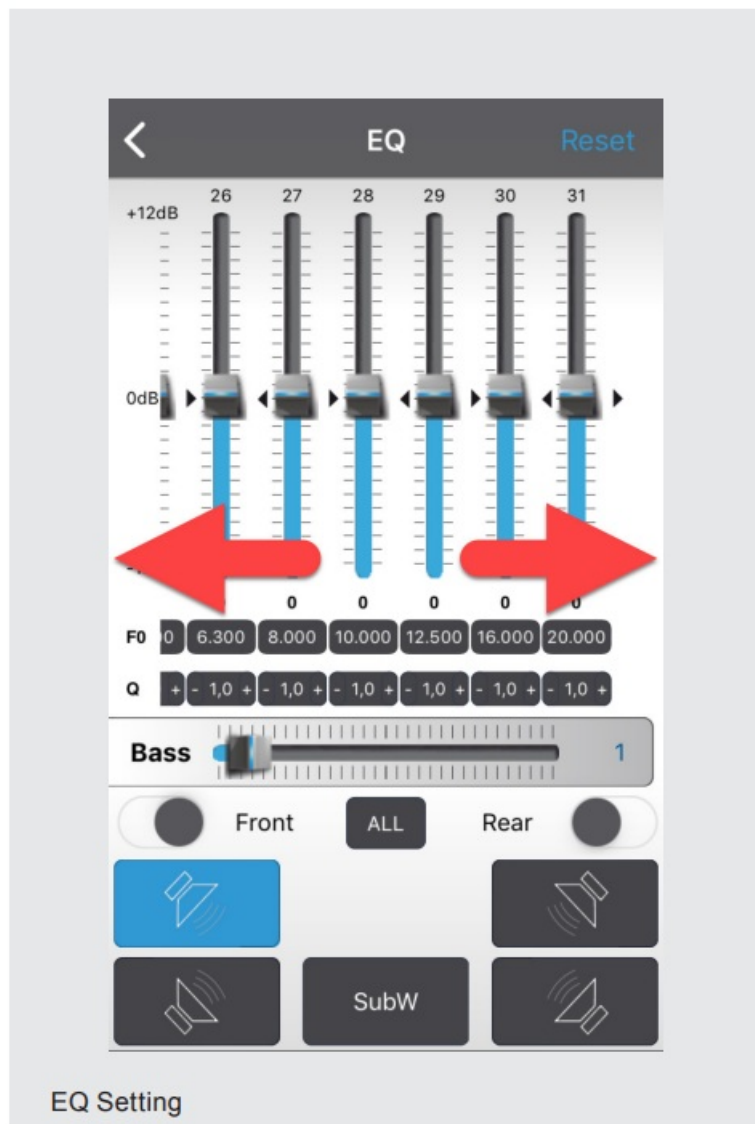 EQ Reset
26 27 28 29 30 31
+12dB
0dB
0 0 0 0 0
F0 6.300 8.000 10.000 12.500 16.000 20.000
Q + - 1,0 + - 1,0 + - 1,0 + - 1,0 + - 1,0 + - 1,0 +
Bass 1
Front ALL Rear
SubW
EQ Setting